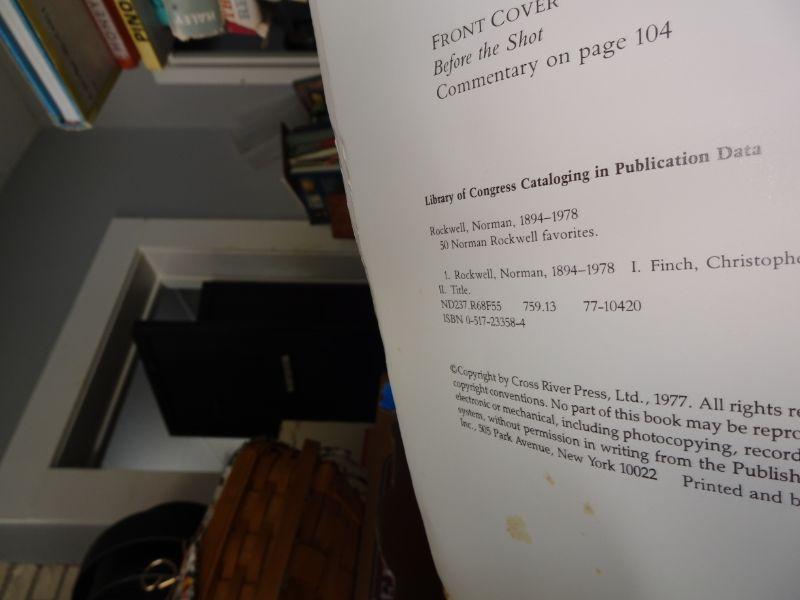 FRONT COVER
Before the Shot
Commentary on page 104
Library of Congress Cataloging in Publication Data
Rockwell, Norman, 1894–1978
50 Norman Rockwell favorites.
1. Rockwell, Norman, 1894–1978 I. Finch, Christophe
II. Title.
ND237.R68F55 759.13 77-10420
ISBN 0-517-23358-4
©Copyright by Cross River Press, Ltd., 1977. All rights re
copyright conventions. No part of this book may be repro
electronic or mechanical, including photocopying, record
system, without permission in writing from the Publish
Inc., 505 Park Avenue, New York 10022 Printed and b
HALEY